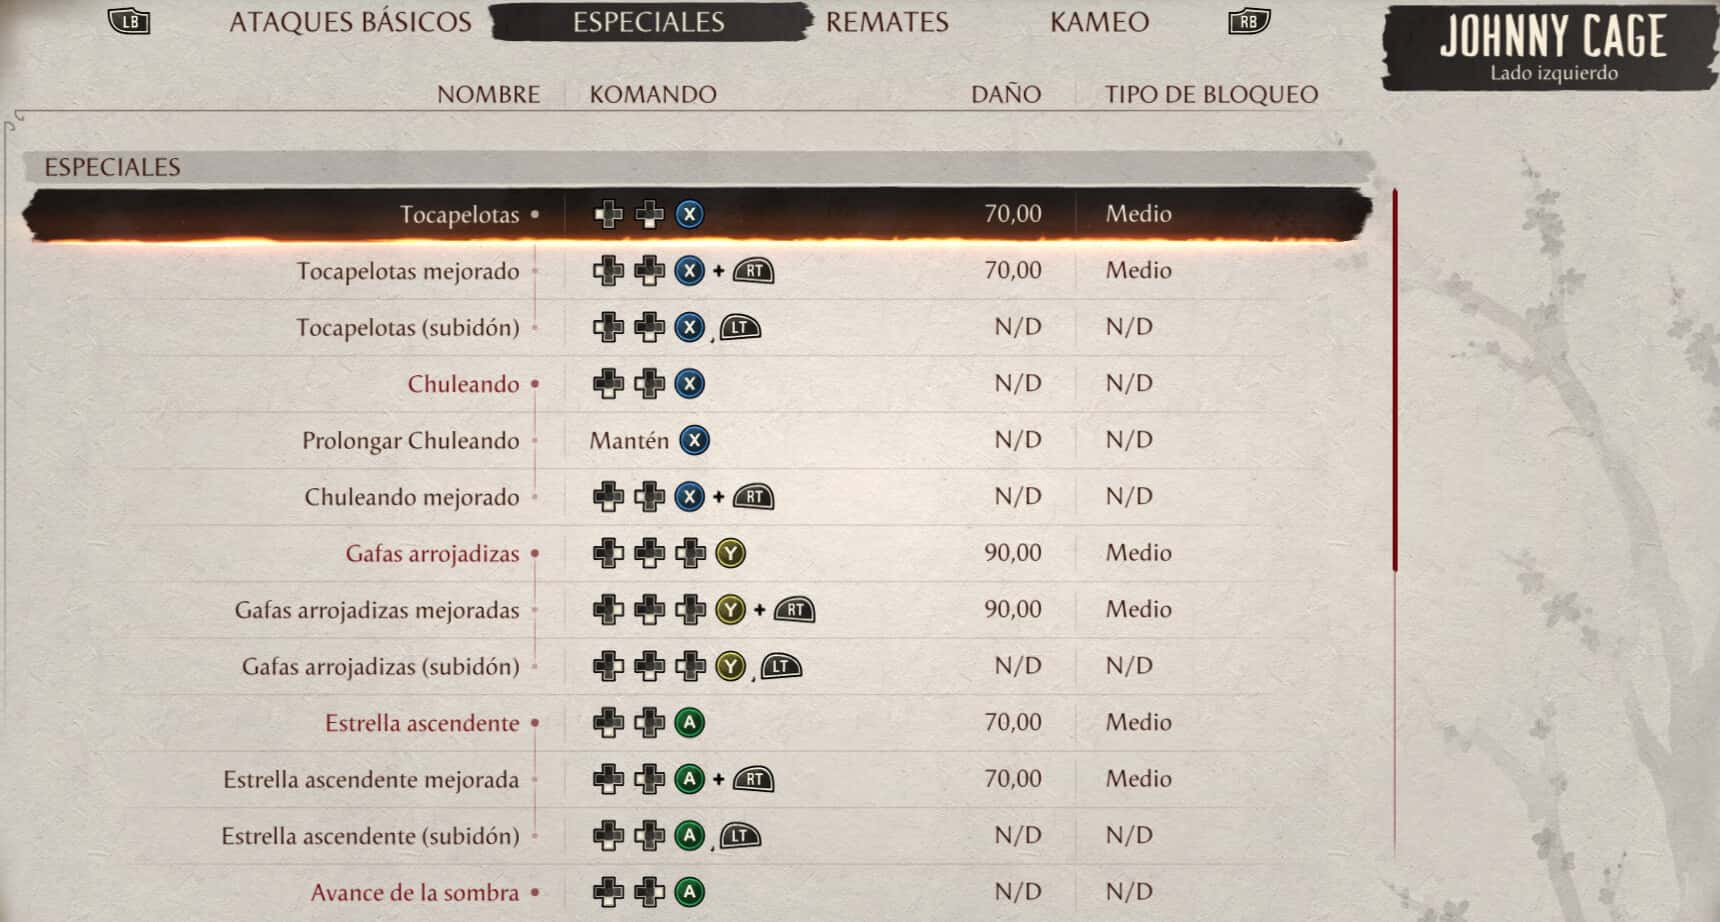 LB ATAQUES BÁSICOS ESPECIALES REMATES KAMEO RB
JOHNNY CAGE
Lado izquierdo
NOMBRE KOMANDO DAÑO TIPO DE BLOQUEO
ESPECIALES
Tocapelotas X 70,00 Medio
Tocapelotas mejorado X + RT 70,00 Medio
Tocapelotas (subidón) X , LT N/D N/D
Chuleando X N/D N/D
Prolongar Chuleando Mantén X N/D N/D
Chuleando mejorado X + RT N/D N/D
Gafas arrojadizas Y 90,00 Medio
Gafas arrojadizas mejoradas Y + RT 90,00 Medio
Gafas arrojadizas (subidón) Y , LT N/D N/D
Estrella ascendente A 70,00 Medio
Estrella ascendente mejorada A + RT 70,00 Medio
Estrella ascendente (subidón) A , LT N/D N/D
Avance de la sombra A N/D N/D